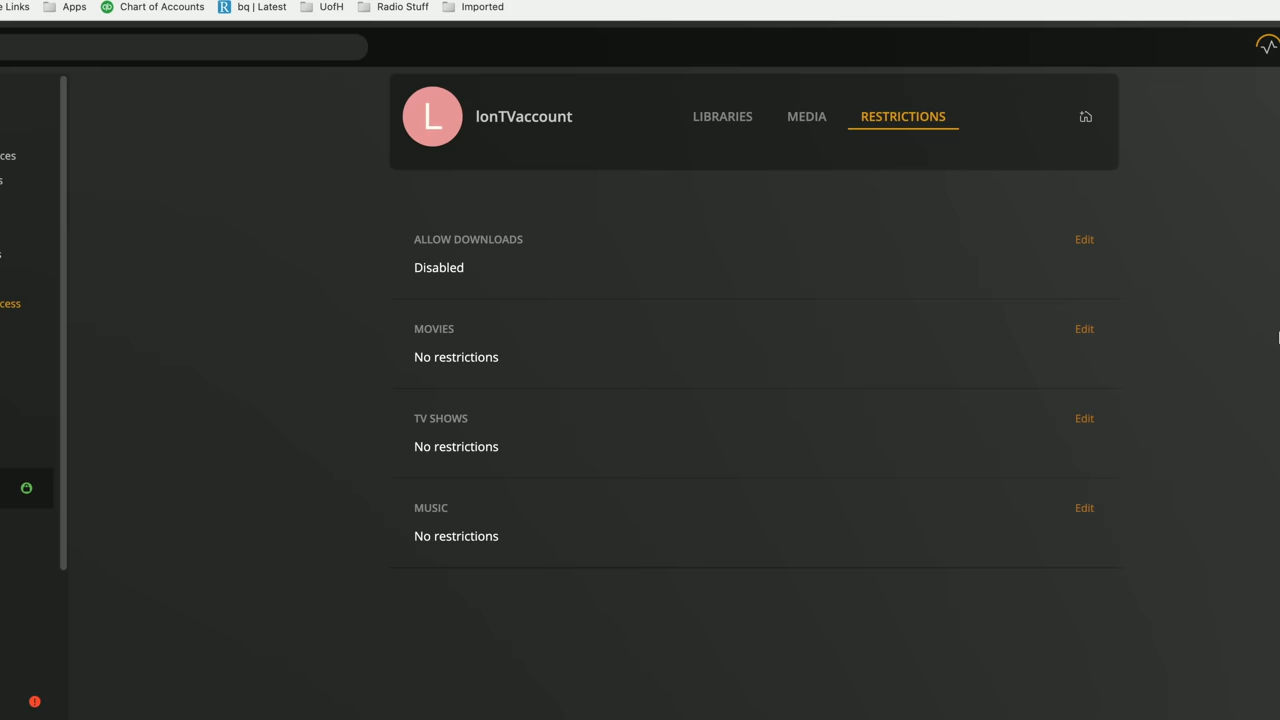 e Links Apps Chart of Accounts R bq | Latest UofH Radio Stuff Imported
L lonTVaccount LIBRARIES MEDIA RESTRICTIONS
ces
s
s
cess
ALLOW DOWNLOADS Edit
Disabled
MOVIES Edit
No restrictions
TV SHOWS Edit
No restrictions
MUSIC Edit
No restrictions